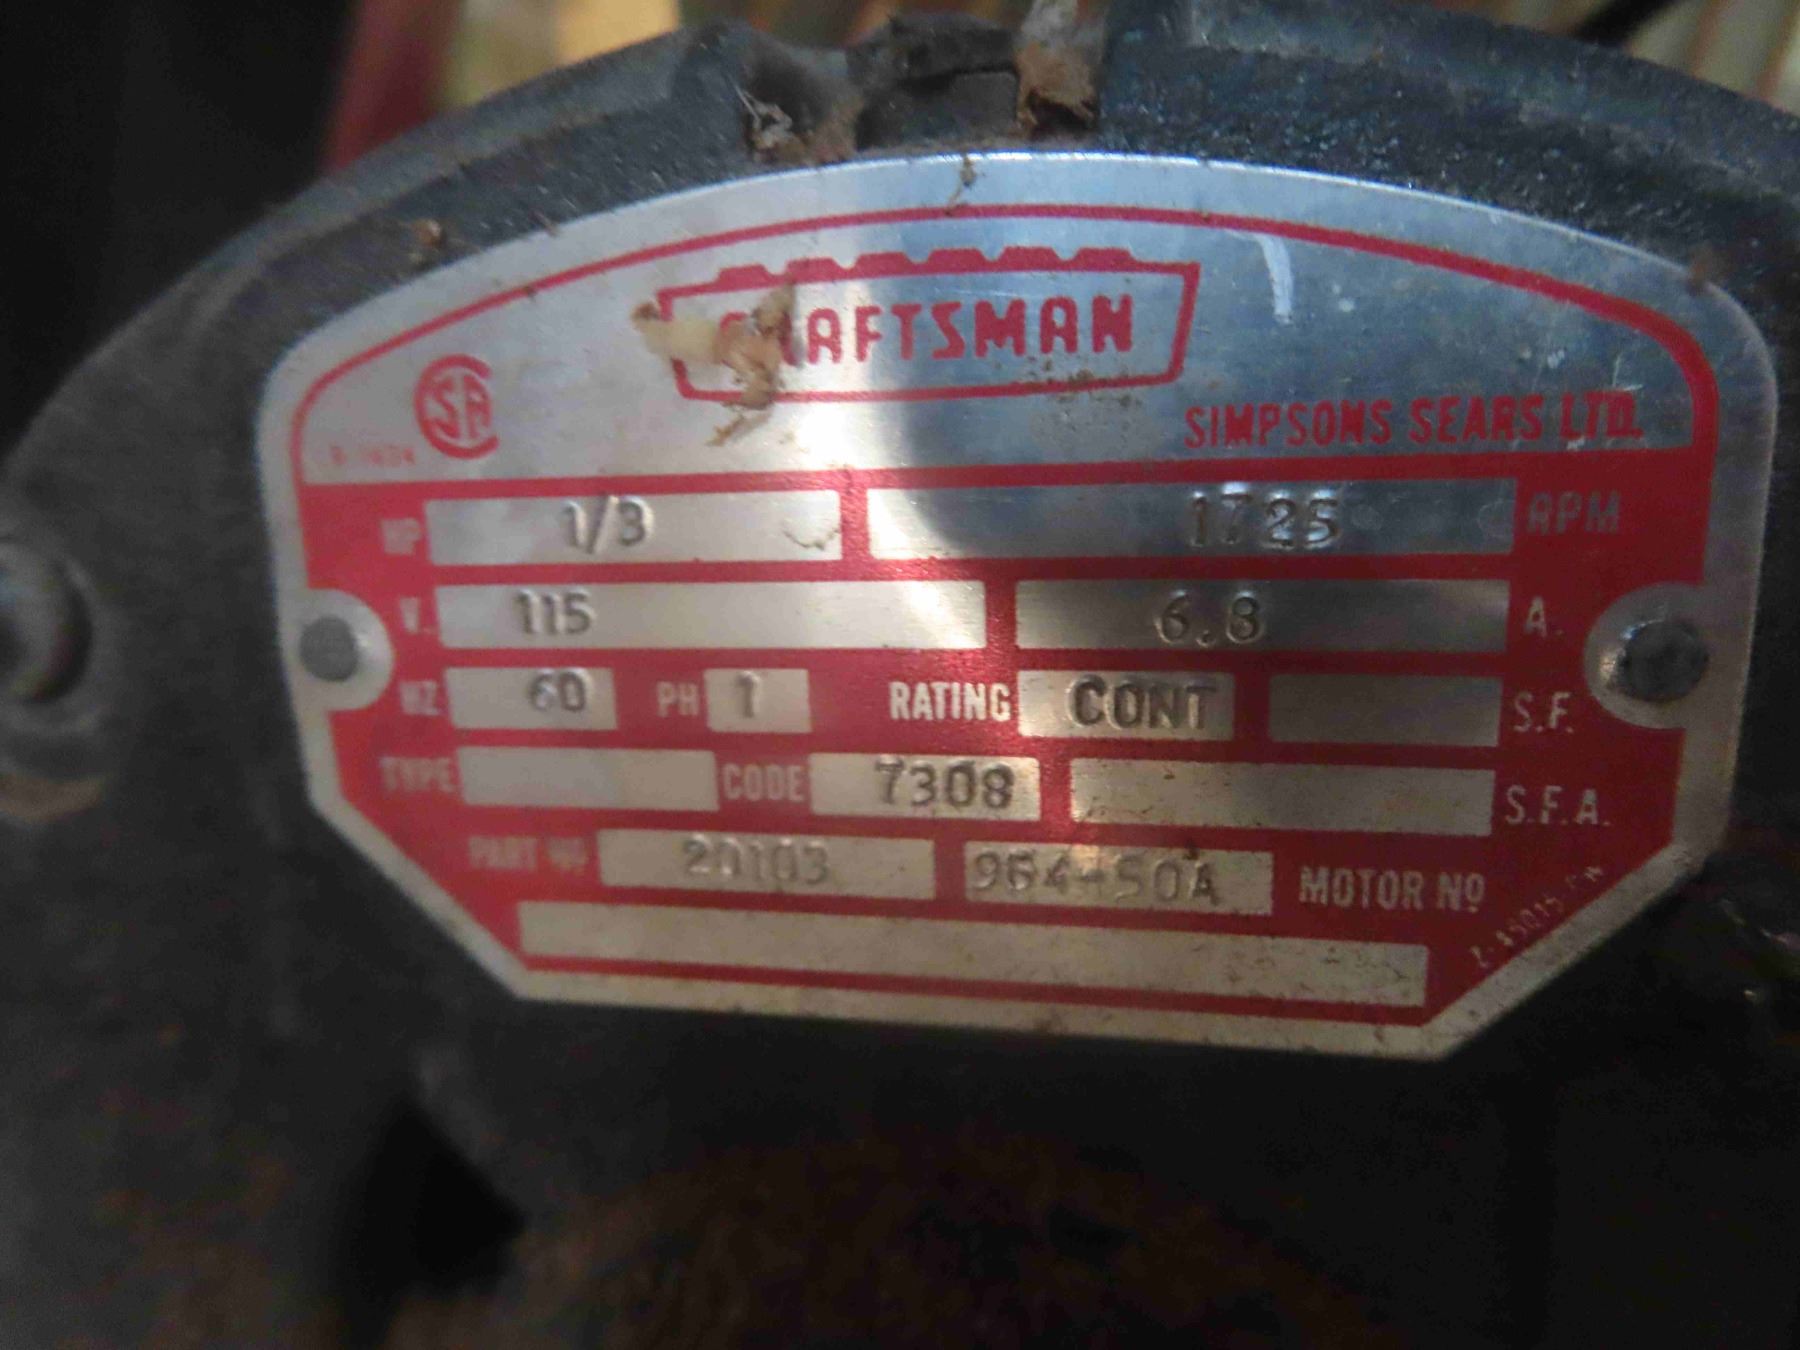 CRAFTSMAN
CSA
SIMPSONS SEARS LTD.
HP 1/3 1725 RPM
V. 115 6.8 A.
HZ 60 PH 1 RATING CONT S.F.
TYPE CODE 7308 S.F.A.
PART Nº 20103 964-50A MOTOR Nº